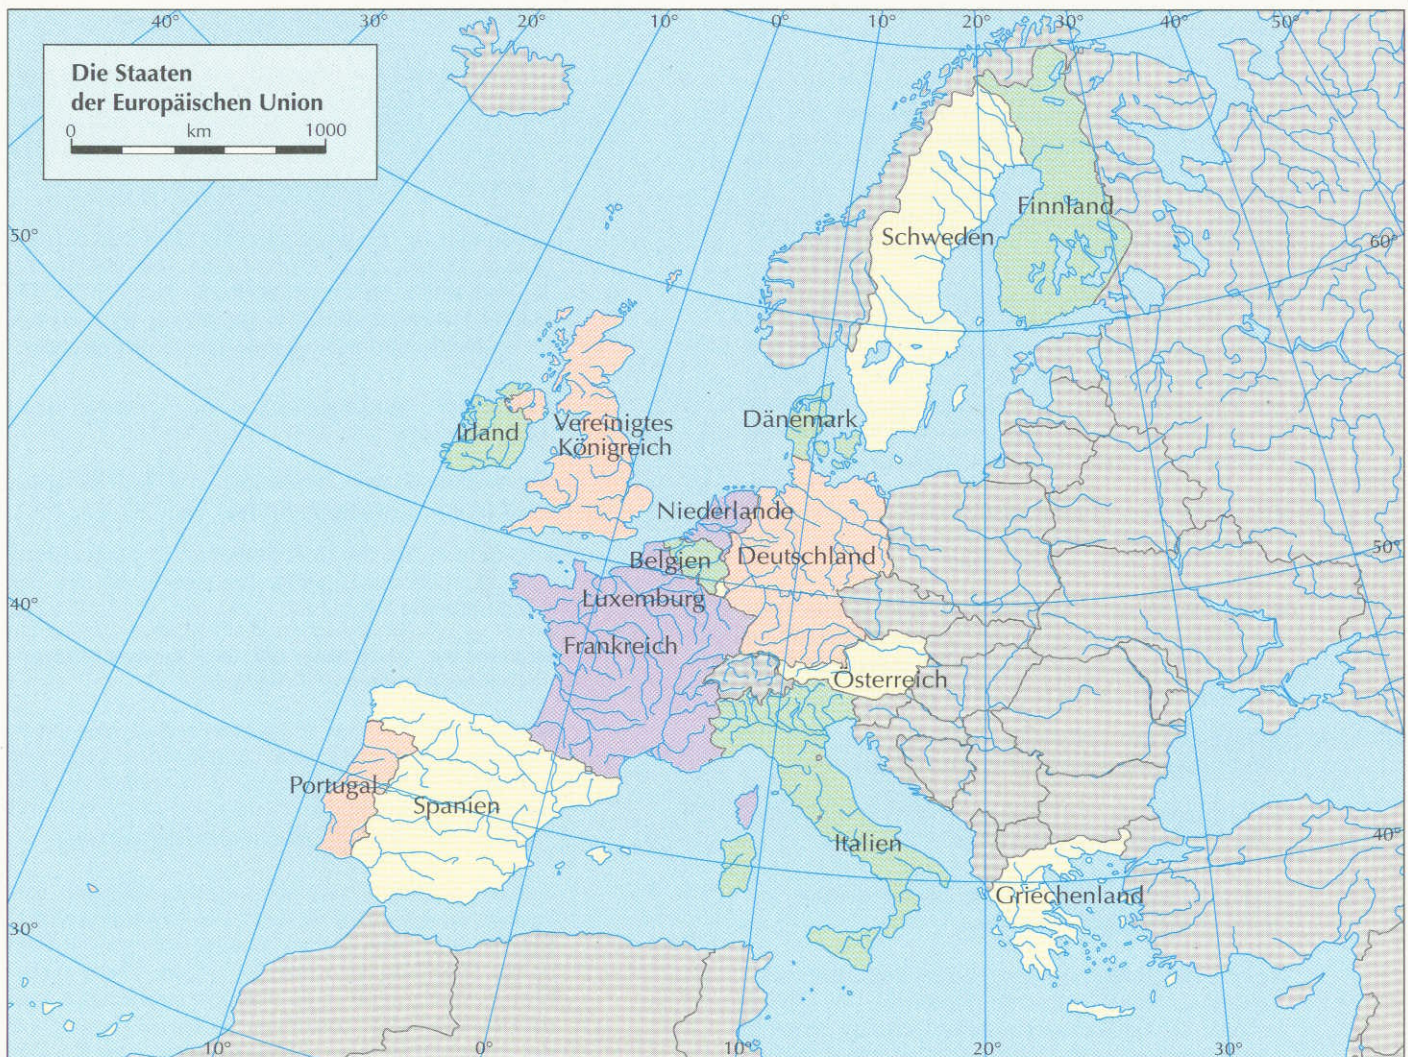 40°
30°
20°
10°
0°
10°
20°
30°
40°
50°
Die Staaten
der Europäischen Union
0 km 1000
50°
Finnland
Schweden
60°
Dänemark
Irland
Vereinigtes
Königreich
Niederlande
Belgien
Deutschland
50°
Luxemburg
40°
Frankreich
Österreich
Portugal
Spanien
Italien
40°
Griechenland
30°
10°
0°
10°
20°
30°